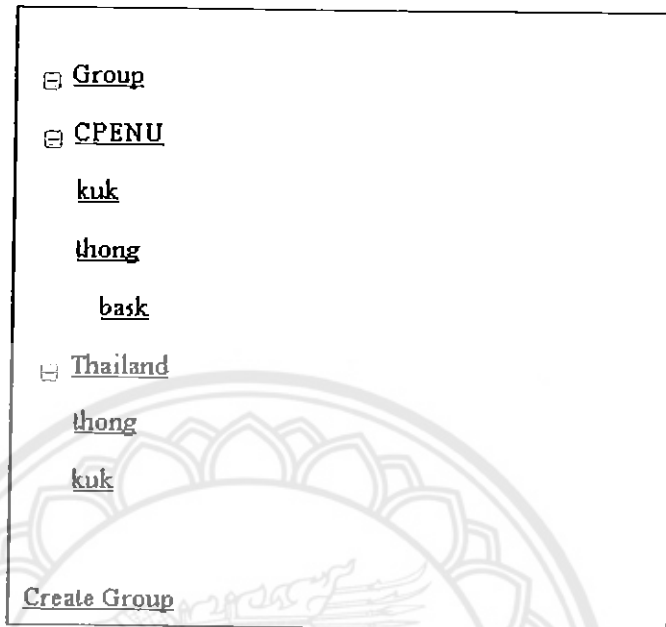 Group
CPENU
kuk
thong
bask
Thailand
thong
kuk
Create Group